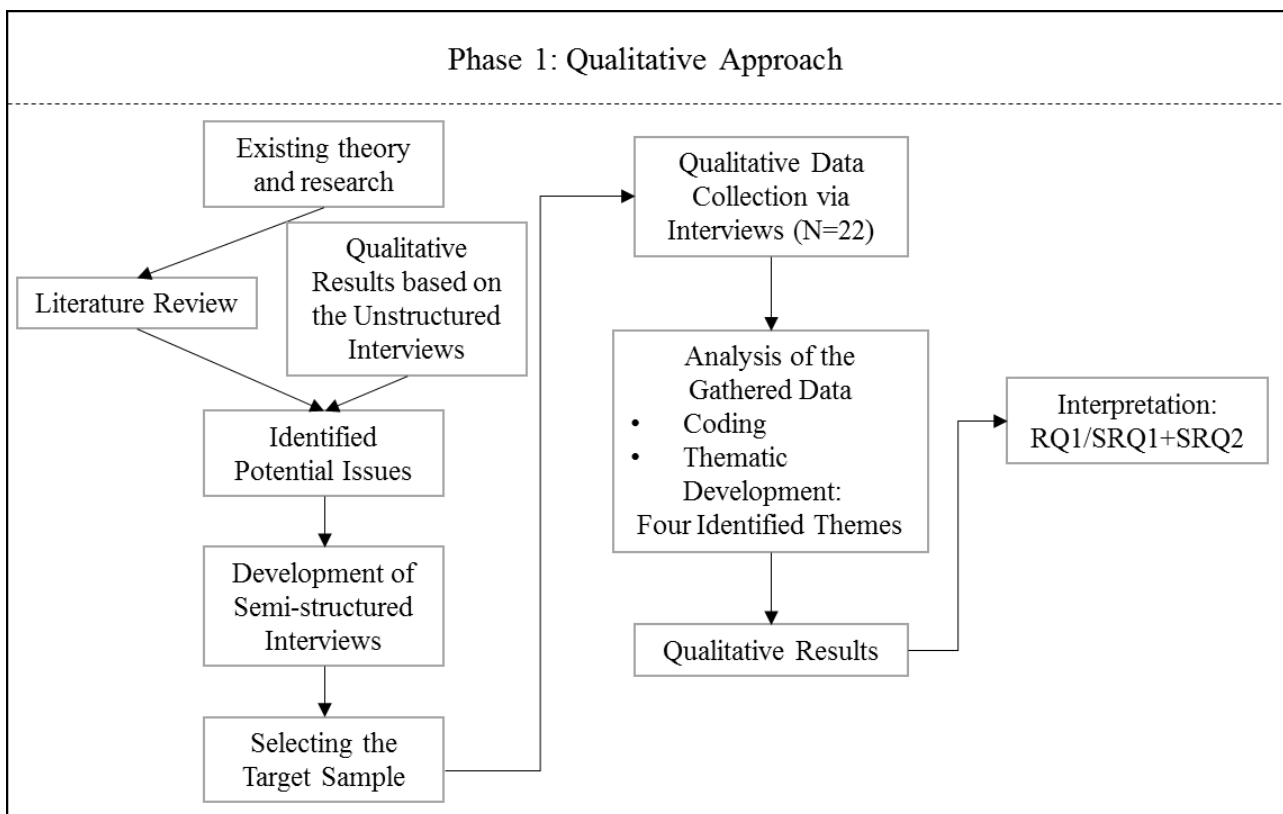 Phase 1: Qualitative Approach
Existing theory
and research
Literature Review
Qualitative
Results based on
the Unstructured
Interviews
Identified
Potential Issues
Development of
Semi-structured
Interviews
Selecting the
Target Sample
Qualitative Data
Collection via
Interviews (N=22)
Analysis of the
Gathered Data
• Coding
• Thematic
Development:
Four Identified Themes
Qualitative Results
Interpretation:
RQ1/SRQ1+SRQ2